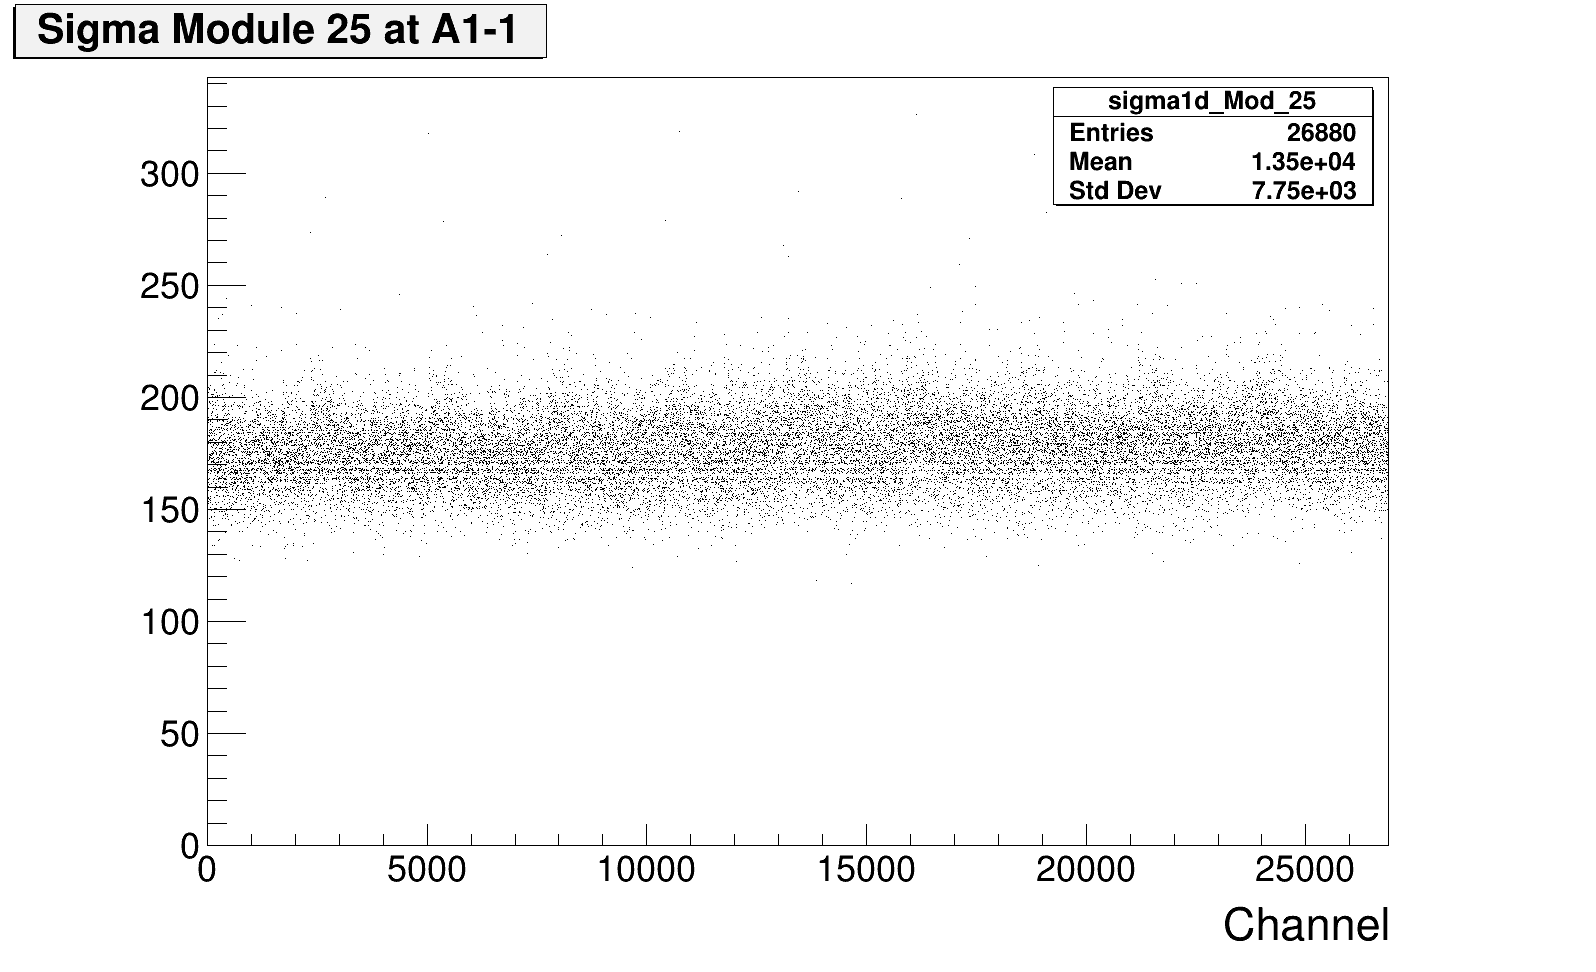 Sigma Module 25 at A1-1
sigma1d_Mod_25
Entries 26880
Mean 1.35e+04
Std Dev 7.75e+03
300
250
200
150
100
50
0
0 5000 10000 15000 20000 25000
Channel